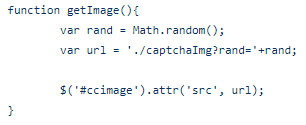 function getImage(){
var rand = Math.random();
var url = './captchaImg?rand='+rand;
$('#ccimage').attr('src', url);
}